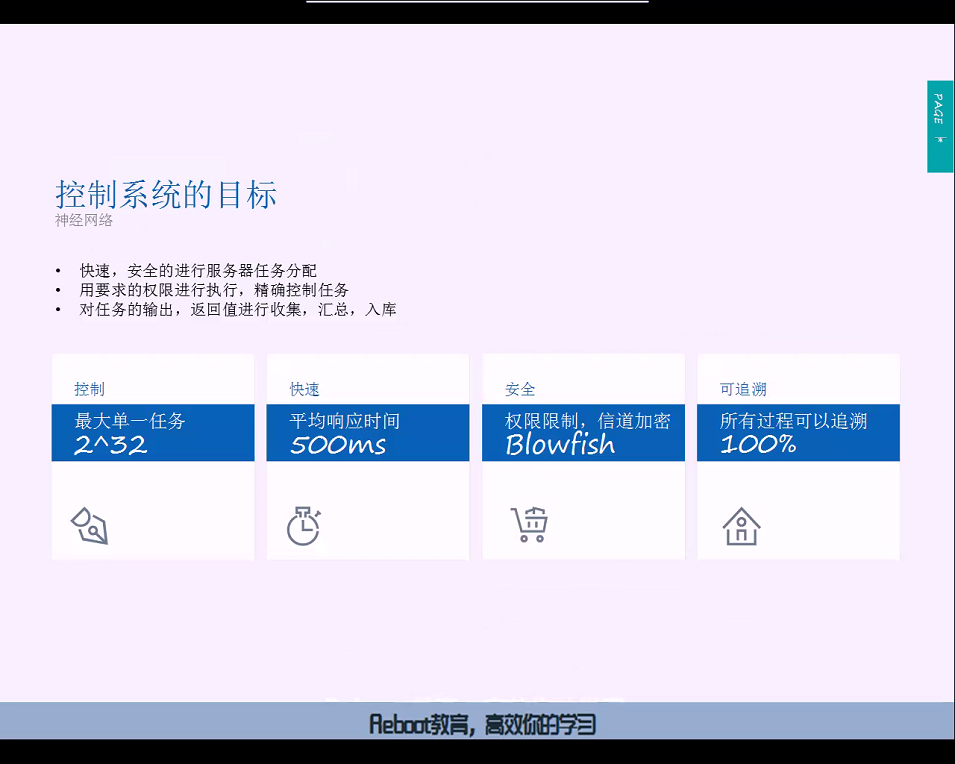 PAGE
*
控制系统的目标
神经网络
• 快速，安全的进行服务器任务分配
• 用要求的权限进行执行，精确控制任务
• 对任务的输出，返回值进行收集，汇总，入库
控制
最大单一任务
2^32
快速
平均响应时间
500ms
安全
权限限制，信道加密
Blowfish
可追溯
所有过程可以追溯
100%
Reboot教育，高效你的学习